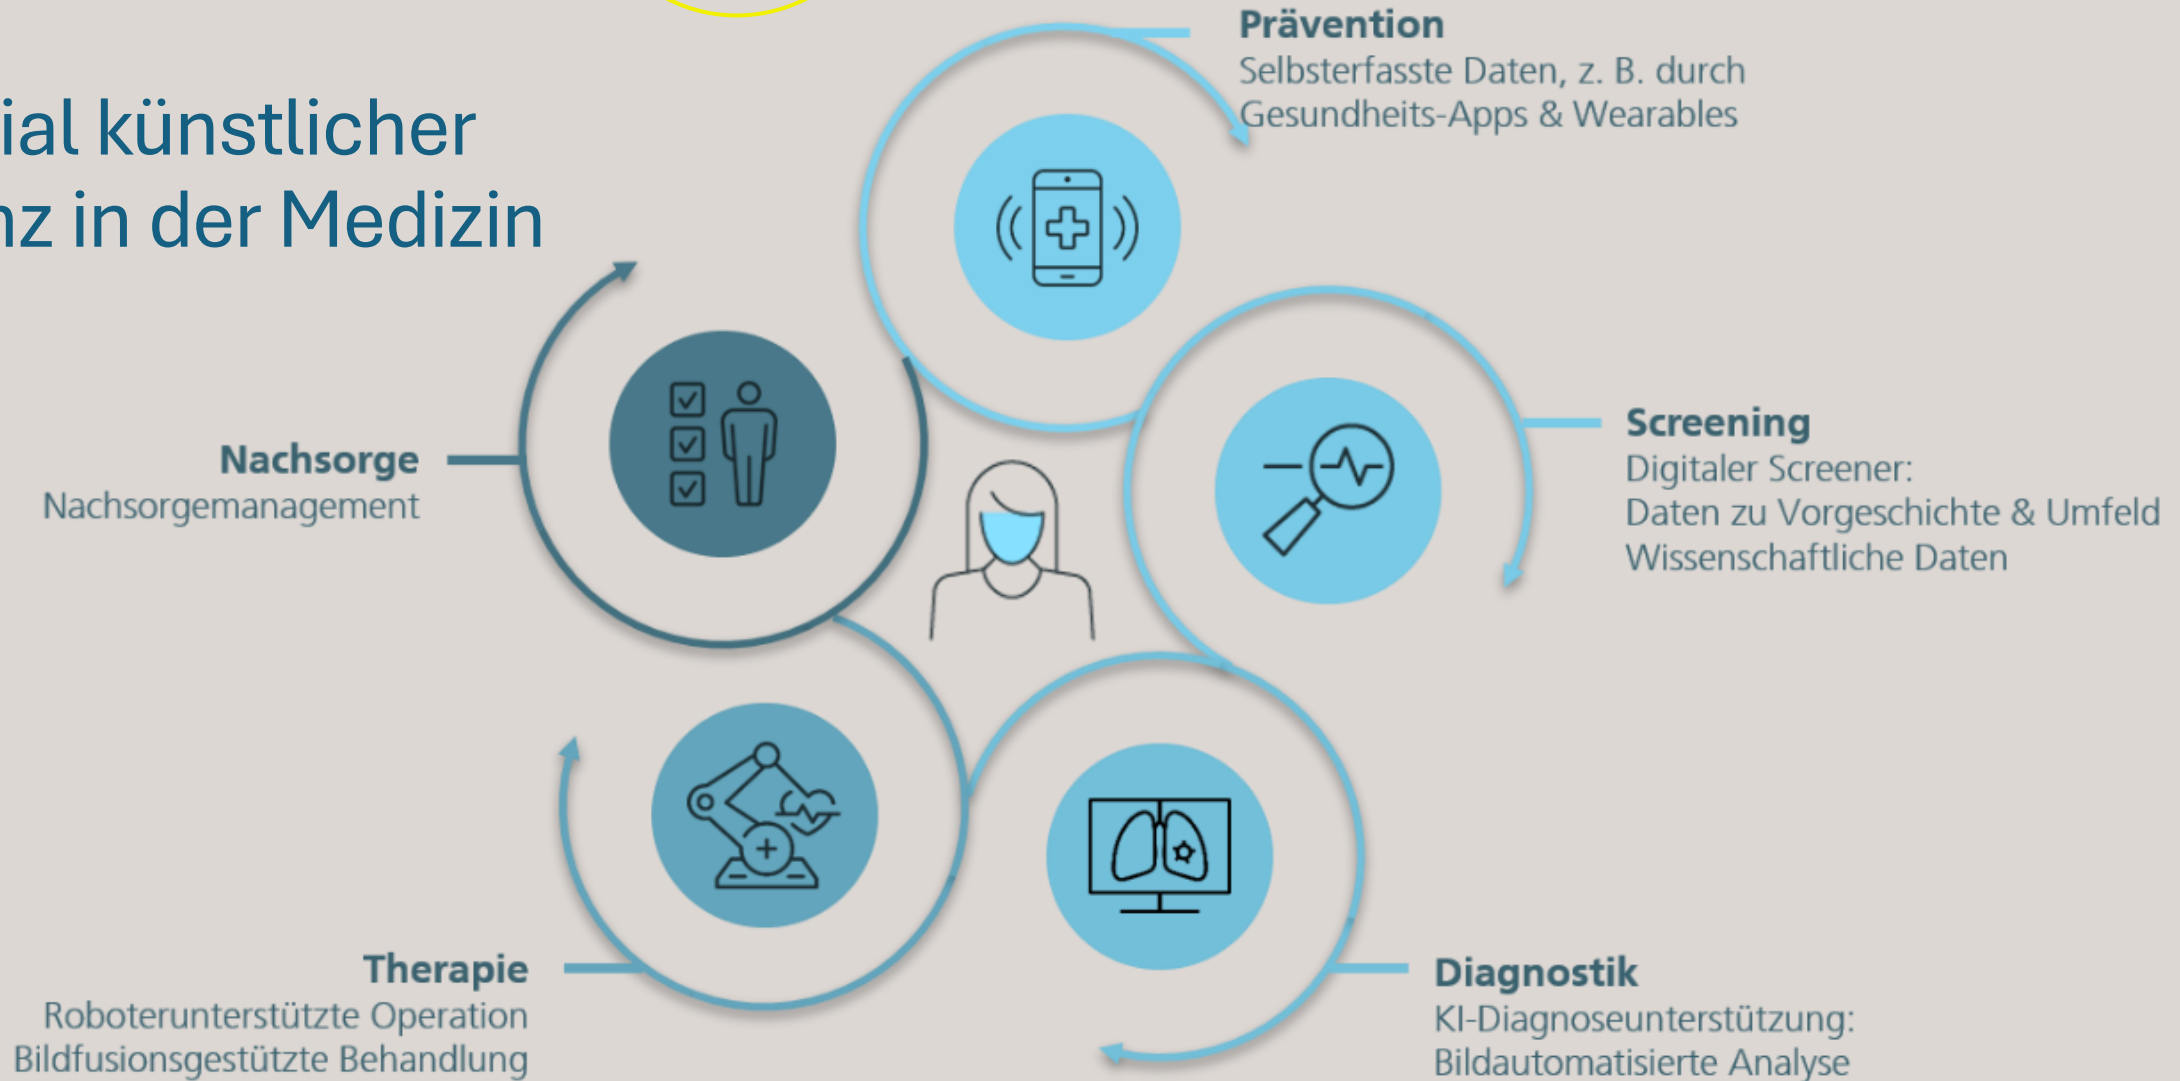 ial künstlicher
nz in der Medizin
Prävention
Selbsterfasste Daten, z. B. durch
Gesundheits-Apps & Wearables
Screening
Digitaler Screener:
Daten zu Vorgeschichte & Umfeld
Wissenschaftliche Daten
Diagnostik
KI-Diagnoseunterstützung:
Bildautomatisierte Analyse
Therapie
Roboterunterstützte Operation
Bildfusionsgestützte Behandlung
Nachsorge
Nachsorgemanagement